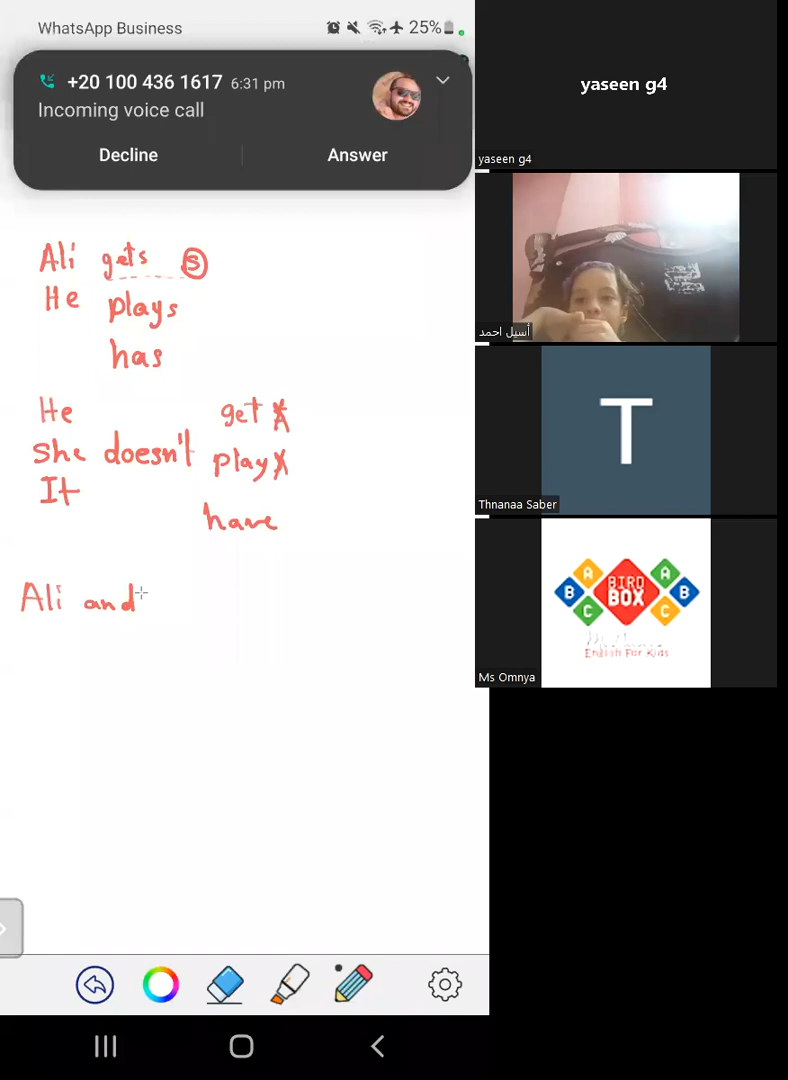 WhatsApp Business
25%
+20 100 436 1617 6:31 pm
Incoming voice call
Decline
Answer
Ali gets s
He plays
has
He get
She doesn't play
It
have
Ali and
yaseen g4
yaseen g4
أسيل احمد
T
Thnanaa Saber
A A
B BIRD B
BOX
C C
English For Kids
Ms Omnya